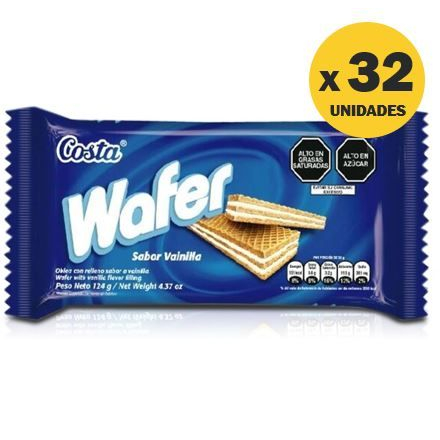 x 32
UNIDADES
Costa®
Wafer
Sabor Vainilla
Oblea con relleno sabor a vainilla
Wafer with vanilla flavor filling
Peso Neto 124 g / Net Weight 4.37 oz
ALTO EN
GRASAS
SATURADAS
ALTO EN
AZÚCAR